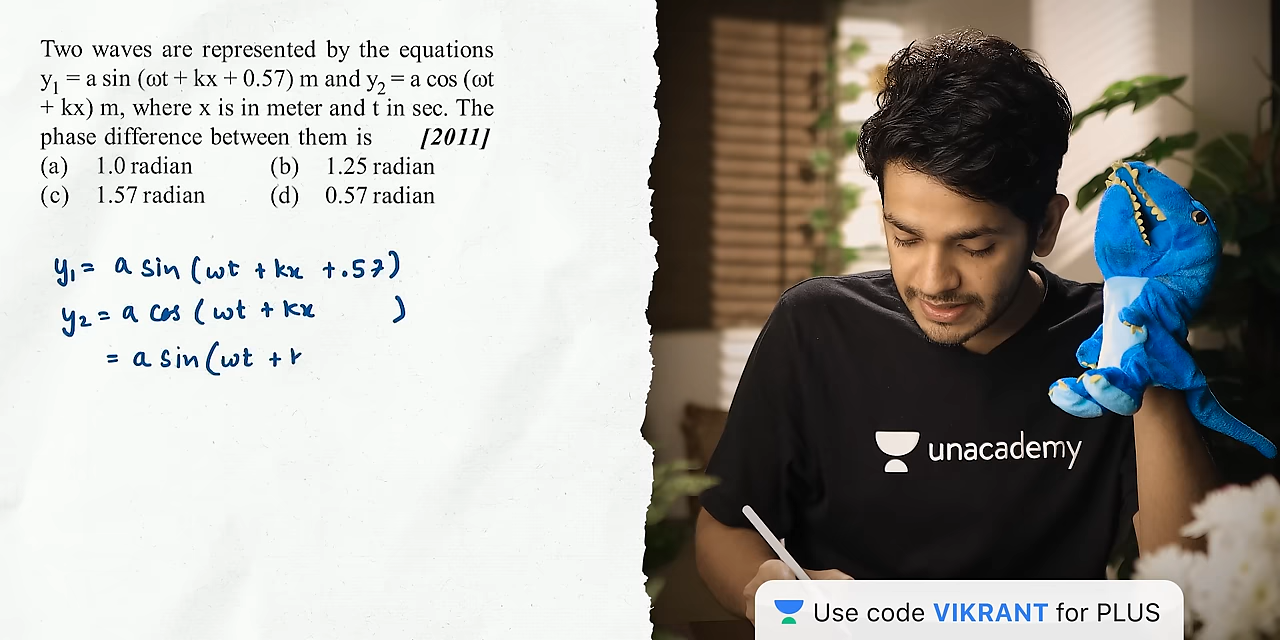 Two waves are represented by the equations
y₁ = a sin (ωt + kx + 0.57) m and y₂ = a cos (ωt
+ kx) m, where x is in meter and t in sec. The
phase difference between them is [2011]
(a) 1.0 radian (b) 1.25 radian
(c) 1.57 radian (d) 0.57 radian
y₁ = a sin (ωt + kx + .57)
y₂ = a cos (ωt + kx )
= a sin (ωt + k
unacademy
Use code VIKRANT for PLUS